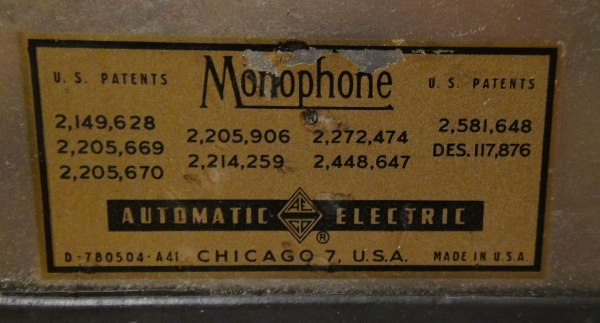 U. S. PATENTS
Monophone
®
U. S. PATENTS
2,149,628
2,205,669
2,205,670
2,205,906
2,214,259
2,272,474
2,448,647
2,581,648
DES. 117,876
AUTOMATIC AE CO ELECTRIC
®
D-780504-A41 CHICAGO 7, U.S.A. MADE IN U.S.A.